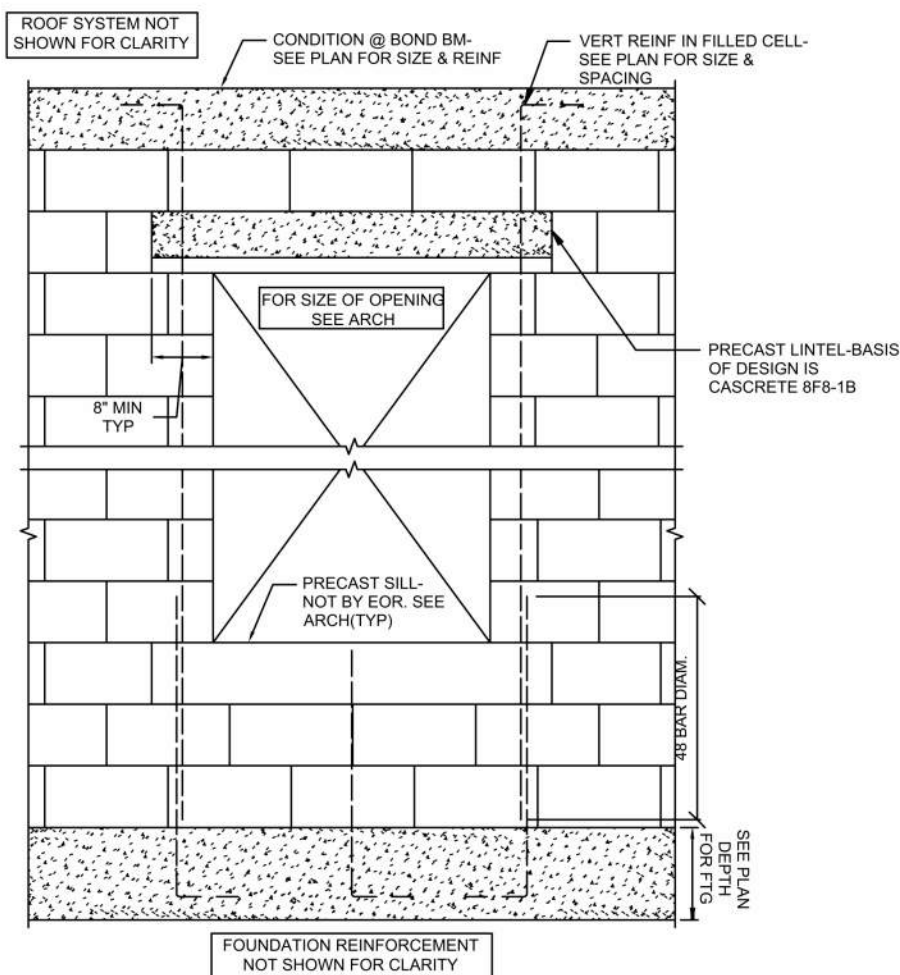 ROOF SYSTEM NOT
SHOWN FOR CLARITY
CONDITION @ BOND BM-
SEE PLAN FOR SIZE & REINF
VERT REINF IN FILLED CELL-
SEE PLAN FOR SIZE &
SPACING
FOR SIZE OF OPENING
SEE ARCH
PRECAST LINTEL-BASIS
OF DESIGN IS
CASCRETE 8F8-1B
8" MIN
TYP
PRECAST SILL-
NOT BY EOR. SEE
ARCH(TYP)
48 BAR DIAM.
SEE PLAN
DEPTH
FOR FTG
FOUNDATION REINFORCEMENT
NOT SHOWN FOR CLARITY